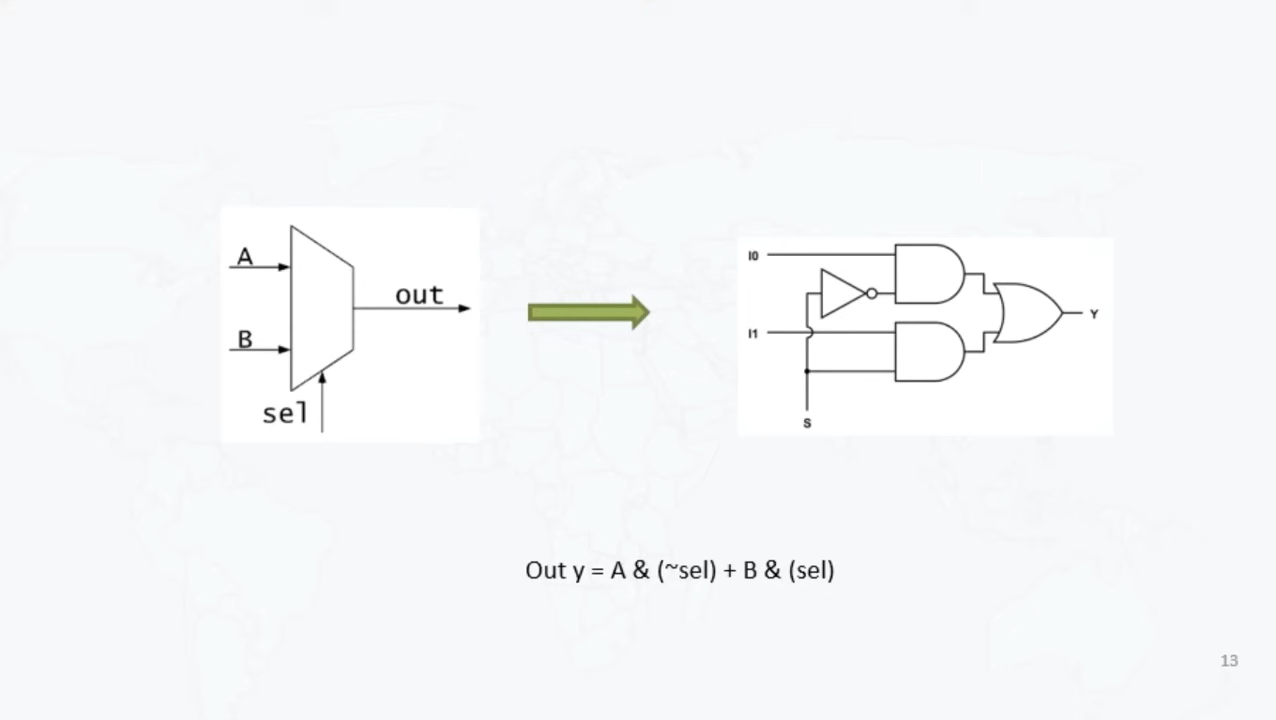 A
B
out
sel
I0
I1
S
Y
Out y = A & (~sel) + B & (sel)
13